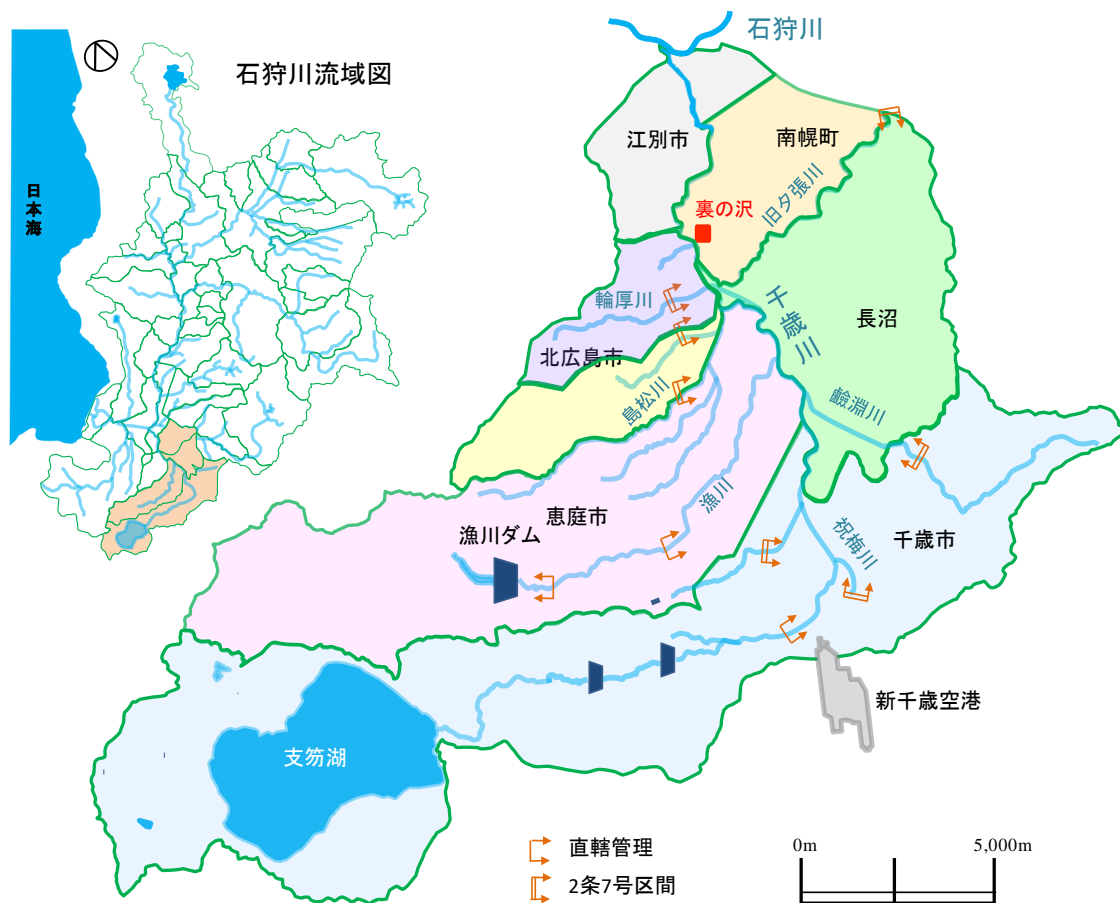 石狩川
石狩川流域図
日本海
江別市
南幌町
旧夕張川
裏の沢
輪厚川
千歳川
長沼
北広島市
島松川
嶮淵川
漁川
恵庭市
漁川ダム
祝梅川
千歳市
新千歳空港
支笏湖
直轄管理
2条7号区間
0m
5,000m